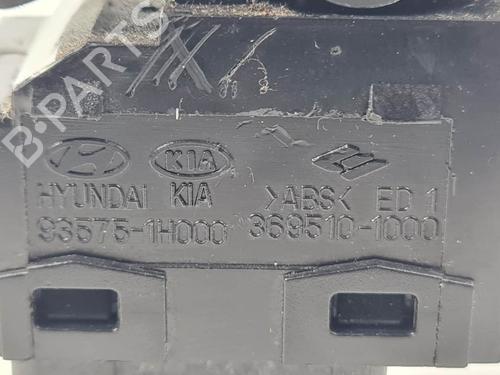 B-PARTS
KIA
HYUNDAI KIA >ABS< ED 1
93575-1H000 369510-1000